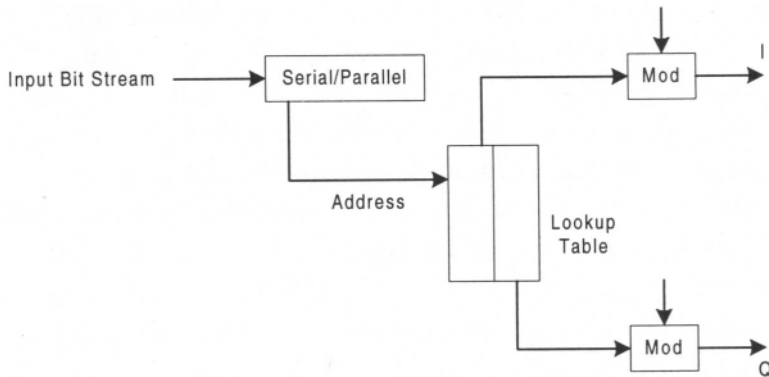 Input Bit Stream
Serial/Parallel
Mod
I
Address
Lookup
Table
Mod
Q